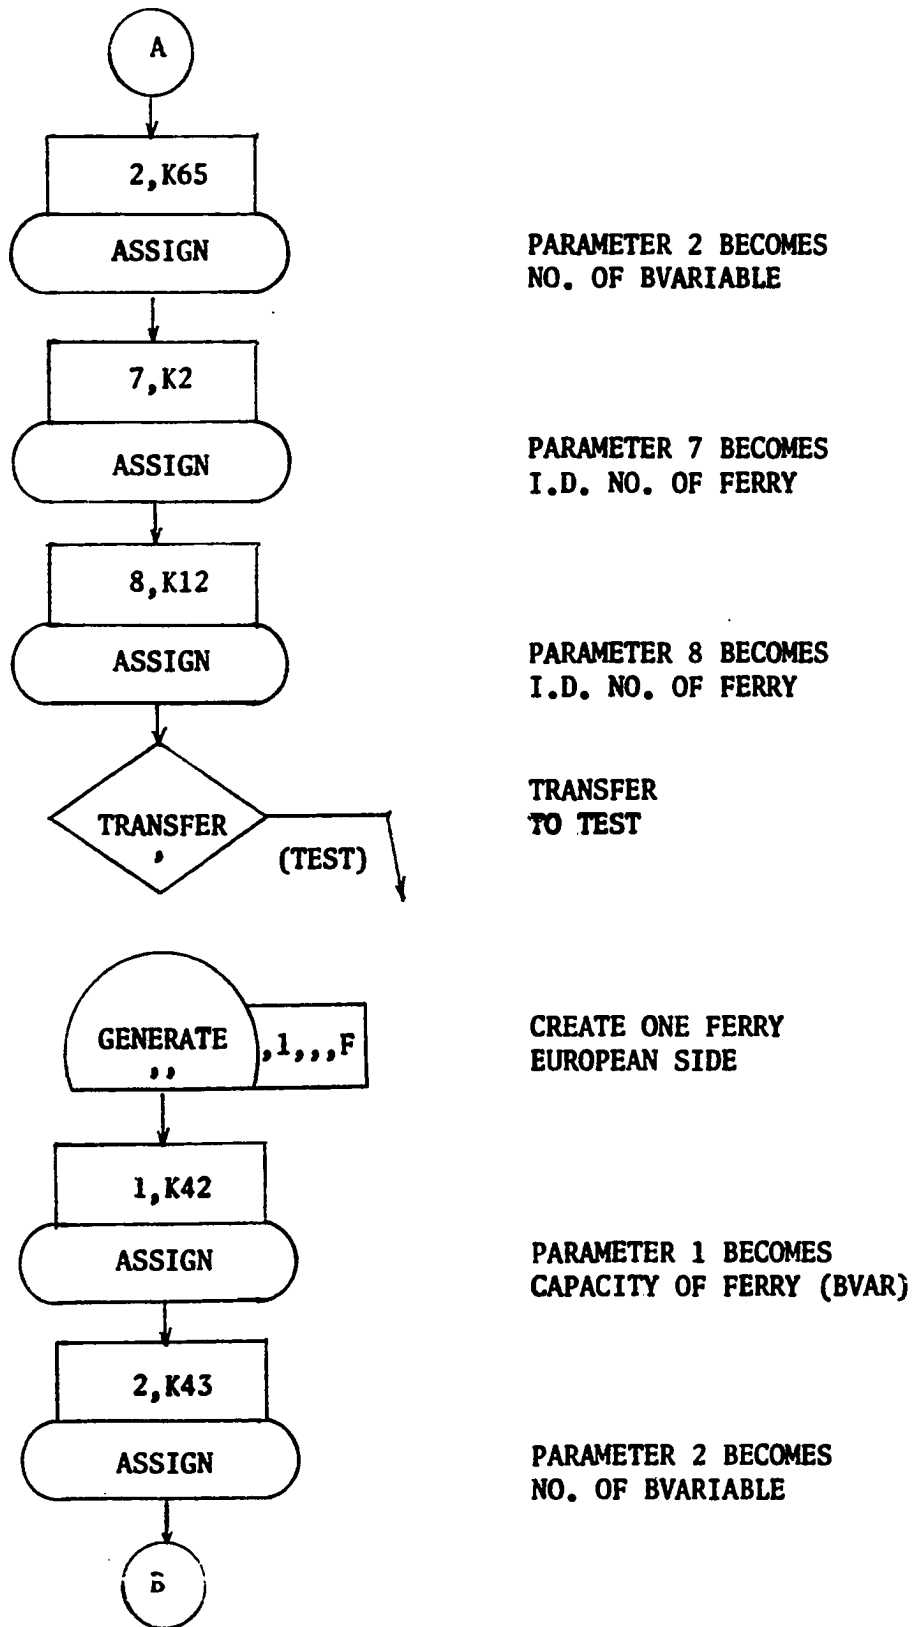 A
2,K65
ASSIGN
PARAMETER 2 BECOMES
NO. OF BVARIABLE
7,K2
ASSIGN
PARAMETER 7 BECOMES
I.D. NO. OF FERRY
8,K12
ASSIGN
PARAMETER 8 BECOMES
I.D. NO. OF FERRY
TRANSFER
,
(TEST)
TRANSFER
TO TEST
GENERATE
,,
,1,,,F
CREATE ONE FERRY
EUROPEAN SIDE
1,K42
ASSIGN
PARAMETER 1 BECOMES
CAPACITY OF FERRY (BVAR)
2,K43
ASSIGN
PARAMETER 2 BECOMES
NO. OF BVARIABLE
B